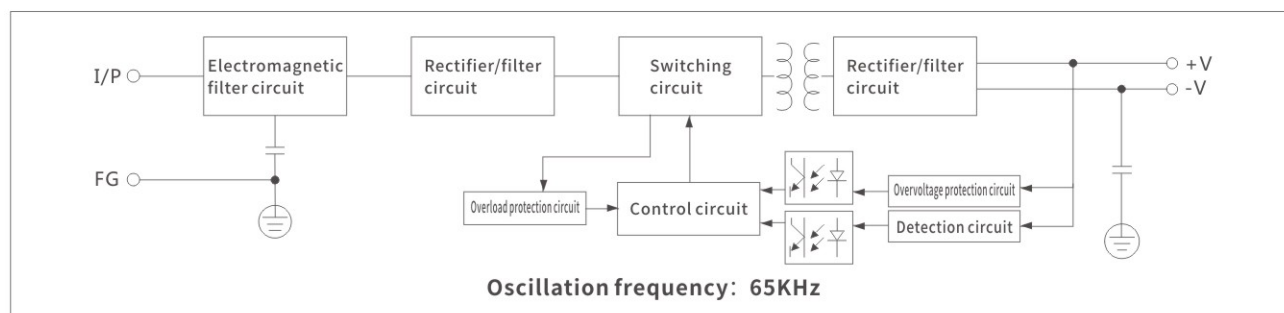 I/P
Electromagnetic
filter circuit
Rectifier/filter
circuit
Switching
circuit
Rectifier/filter
circuit
+V
-V
FG
Overload protection circuit
Control circuit
Overvoltage protection circuit
Detection circuit
Oscillation frequency: 65KHz